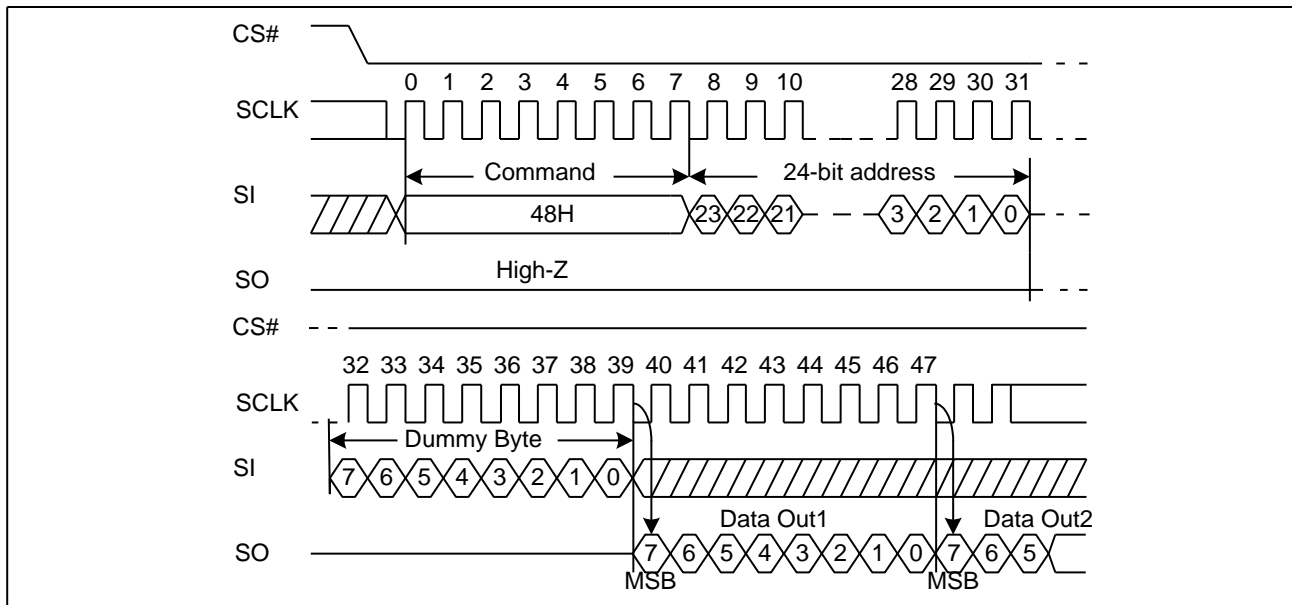 CS#
0 1 2 3 4 5 6 7 8 9 10 28 29 30 31
SCLK
Command 24-bit address
SI
48H 23 22 21 3 2 1 0
High-Z
SO
CS#
32 33 34 35 36 37 38 39 40 41 42 43 44 45 46 47
SCLK
Dummy Byte
SI
7 6 5 4 3 2 1 0
Data Out1 Data Out2
SO
7 6 5 4 3 2 1 0 7 6 5
MSB MSB